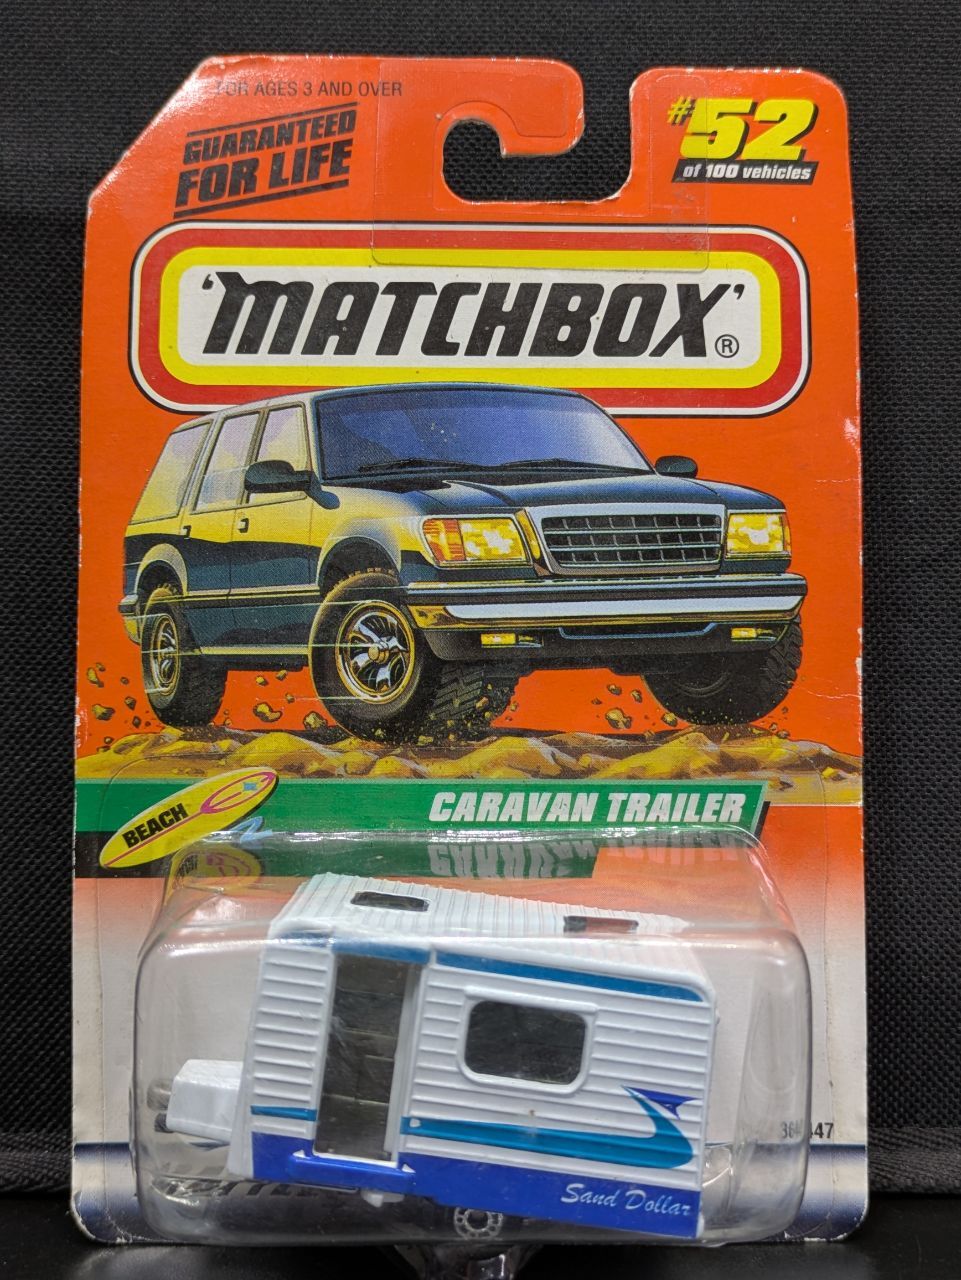 FOR AGES 3 AND OVER
GUARANTEED
FOR LIFE
#52
of 100 vehicles
'MATCHBOX'®
BEACH
CARAVAN TRAILER
Sand Dollar